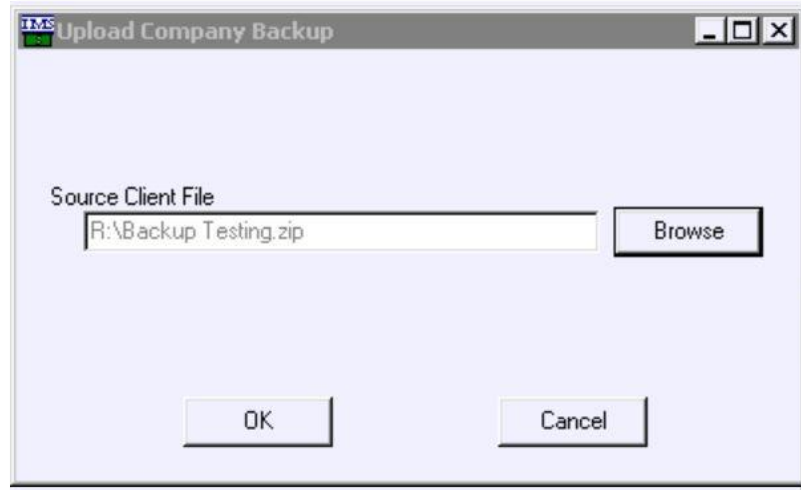 IMS
Upload Company Backup
Source Client File
R:\Backup Testing.zip
Browse
OK
Cancel